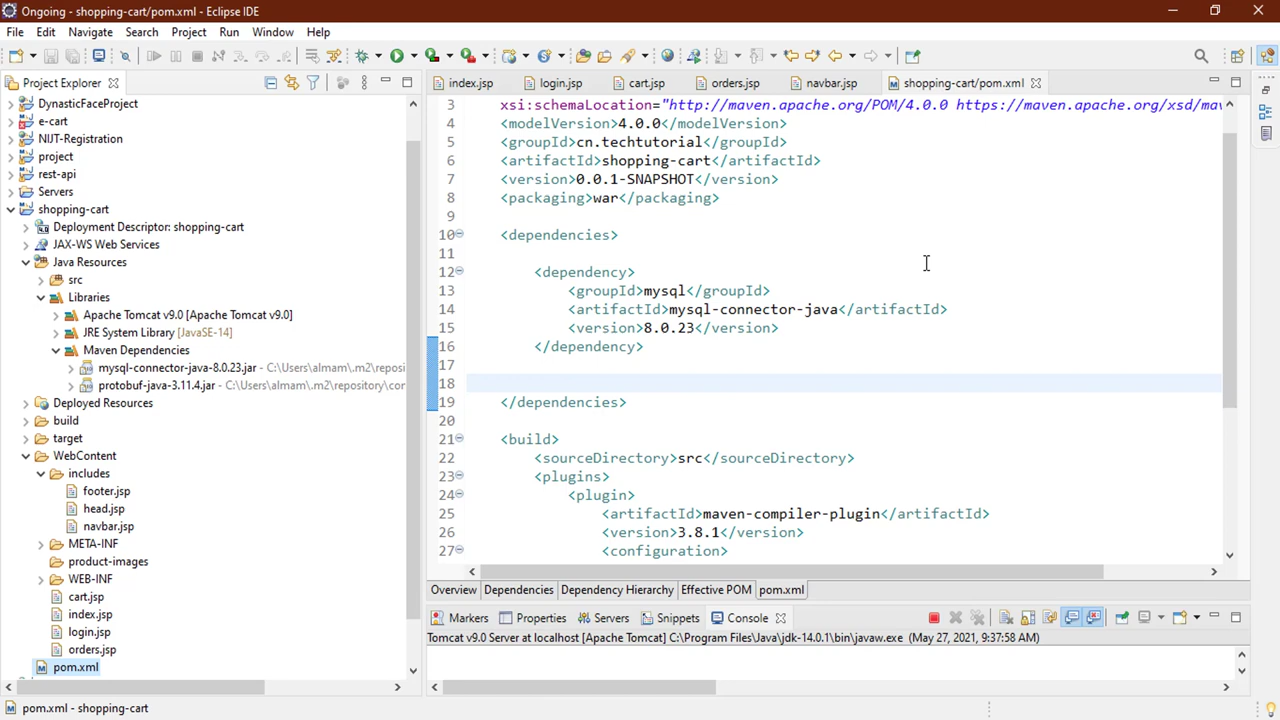 Ongoing - shopping-cart/pom.xml - Eclipse IDE
File Edit Navigate Search Project Run Window Help
Project Explorer
DynasticFaceProject
e-cart
NIJT-Registration
project
rest-api
Servers
shopping-cart
Deployment Descriptor: shopping-cart
JAX-WS Web Services
Java Resources
src
Libraries
Apache Tomcat v9.0 [Apache Tomcat v9.0]
JRE System Library [JavaSE-14]
Maven Dependencies
mysql-connector-java-8.0.23.jar - C:\Users\almam\.m2\reposi
protobuf-java-3.11.4.jar - C:\Users\almam\.m2\repository\cor
Deployed Resources
build
target
WebContent
includes
footer.jsp
head.jsp
navbar.jsp
META-INF
product-images
WEB-INF
cart.jsp
index.jsp
login.jsp
orders.jsp
pom.xml
index.jsp login.jsp cart.jsp orders.jsp navbar.jsp shopping-cart/pom.xml
3 xsi:schemaLocation="http://maven.apache.org/POM/4.0.0 https://maven.apache.org/xsd/mav
4 <modelVersion>4.0.0</modelVersion>
5 <groupId>cn.techtutorial</groupId>
6 <artifactId>shopping-cart</artifactId>
7 <version>0.0.1-SNAPSHOT</version>
8 <packaging>war</packaging>
9
10 <dependencies>
11
12 <dependency>
13 <groupId>mysql</groupId>
14 <artifactId>mysql-connector-java</artifactId>
15 <version>8.0.23</version>
16 </dependency>
17
18
19 </dependencies>
20
21 <build>
22 <sourceDirectory>src</sourceDirectory>
23 <plugins>
24 <plugin>
25 <artifactId>maven-compiler-plugin</artifactId>
26 <version>3.8.1</version>
27 <configuration>
Overview Dependencies Dependency Hierarchy Effective POM pom.xml
Markers Properties Servers Snippets Console
Tomcat v9.0 Server at localhost [Apache Tomcat] C:\Program Files\Java\jdk-14.0.1\bin\javaw.exe (May 27, 2021, 9:37:58 AM)
pom.xml - shopping-cart